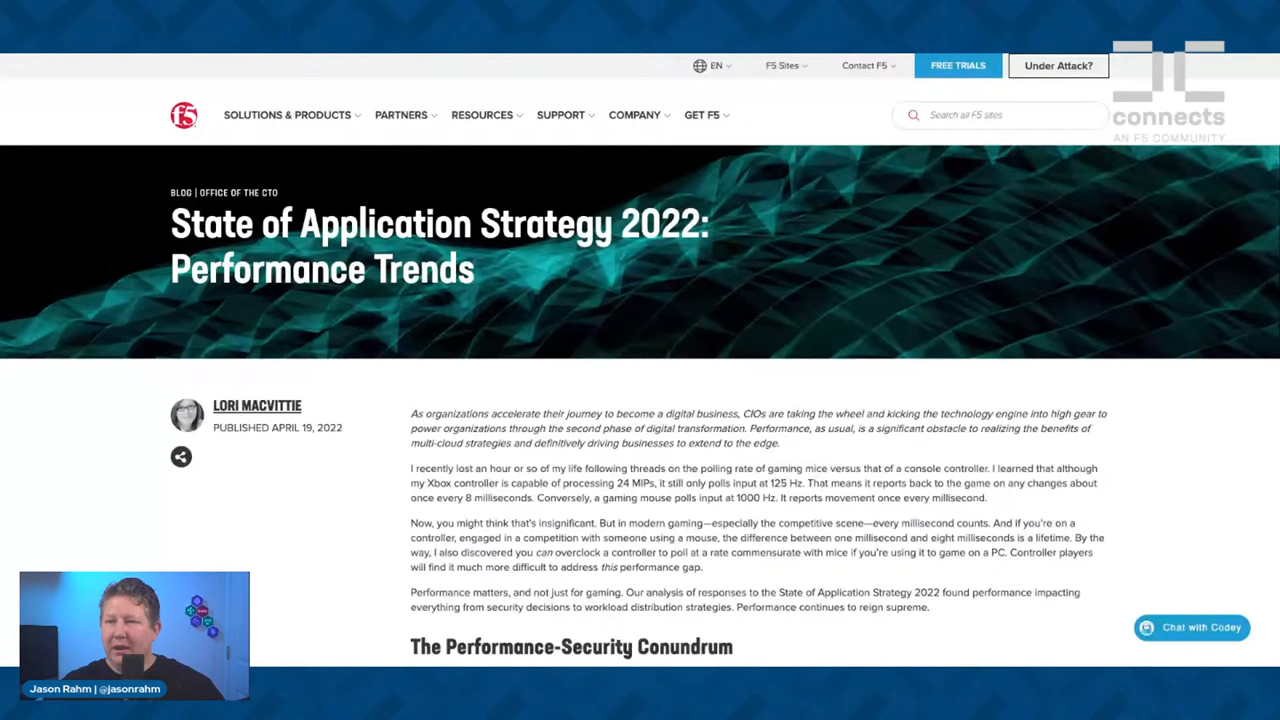 EN
F5 Sites
Contact F5
FREE TRIALS
Under Attack?
f5
SOLUTIONS & PRODUCTS
PARTNERS
RESOURCES
SUPPORT
COMPANY
GET F5
Search all F5 sites
connects
AN F5 COMMUNITY
BLOG | OFFICE OF THE CTO
State of Application Strategy 2022:
Performance Trends
LORI MACVITTIE
PUBLISHED APRIL 19, 2022
As organizations accelerate their journey to become a digital business, CIOs are taking the wheel and kicking the technology engine into high gear to
power organizations through the second phase of digital transformation. Performance, as usual, is a significant obstacle to realizing the benefits of
multi-cloud strategies and definitively driving businesses to extend to the edge.
I recently lost an hour or so of my life following threads on the polling rate of gaming mice versus that of a console controller. I learned that although
my Xbox controller is capable of processing 24 MIPs, it still only polls input at 125 Hz. That means it reports back to the game on any changes about
once every 8 milliseconds. Conversely, a gaming mouse polls input at 1000 Hz. It reports movement once every millisecond.
Now, you might think that's insignificant. But in modern gaming—especially the competitive scene—every millisecond counts. And if you're on a
controller, engaged in a competition with someone using a mouse, the difference between one millisecond and eight milliseconds is a lifetime. By the
way, I also discovered you can overclock a controller to poll at a rate commensurate with mice if you're using it to game on a PC. Controller players
will find it much more difficult to address this performance gap.
Performance matters, and not just for gaming. Our analysis of responses to the State of Application Strategy 2022 found performance impacting
everything from security decisions to workload distribution strategies. Performance continues to reign supreme.
The Performance-Security Conundrum
Chat with Codey
Jason Rahm | @jasonrahm